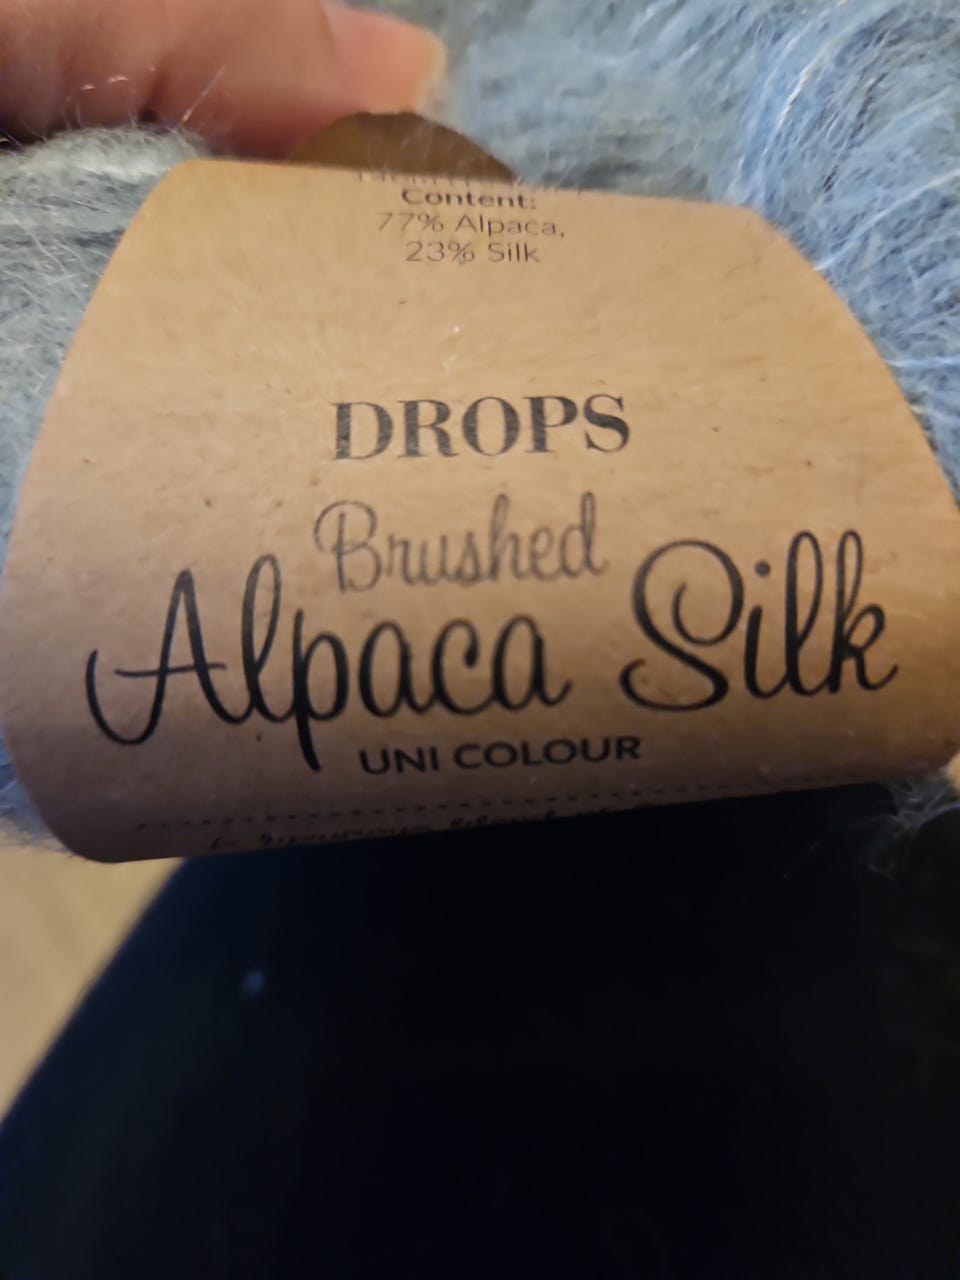 Content:
77% Alpaca,
23% Silk
DROPS
Brushed
Alpaca Silk
UNI COLOUR